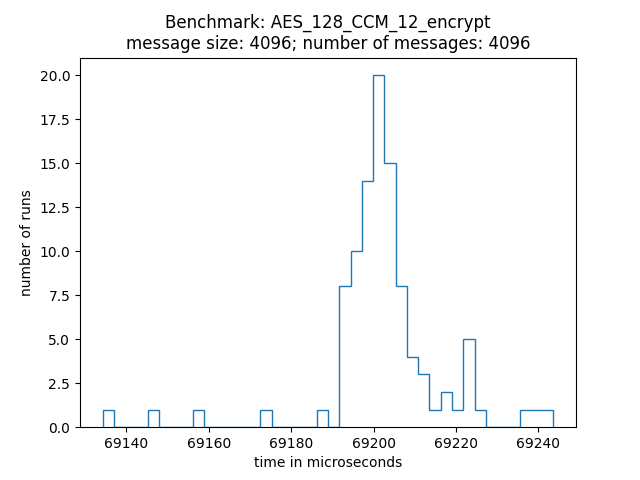 Benchmark: AES_128_CCM_12_encrypt
message size: 4096; number of messages: 4096
20.0
17.5
15.0
12.5
10.0
7.5
5.0
2.5
0.0
number of runs
69140 69160 69180 69200 69220 69240
time in microseconds